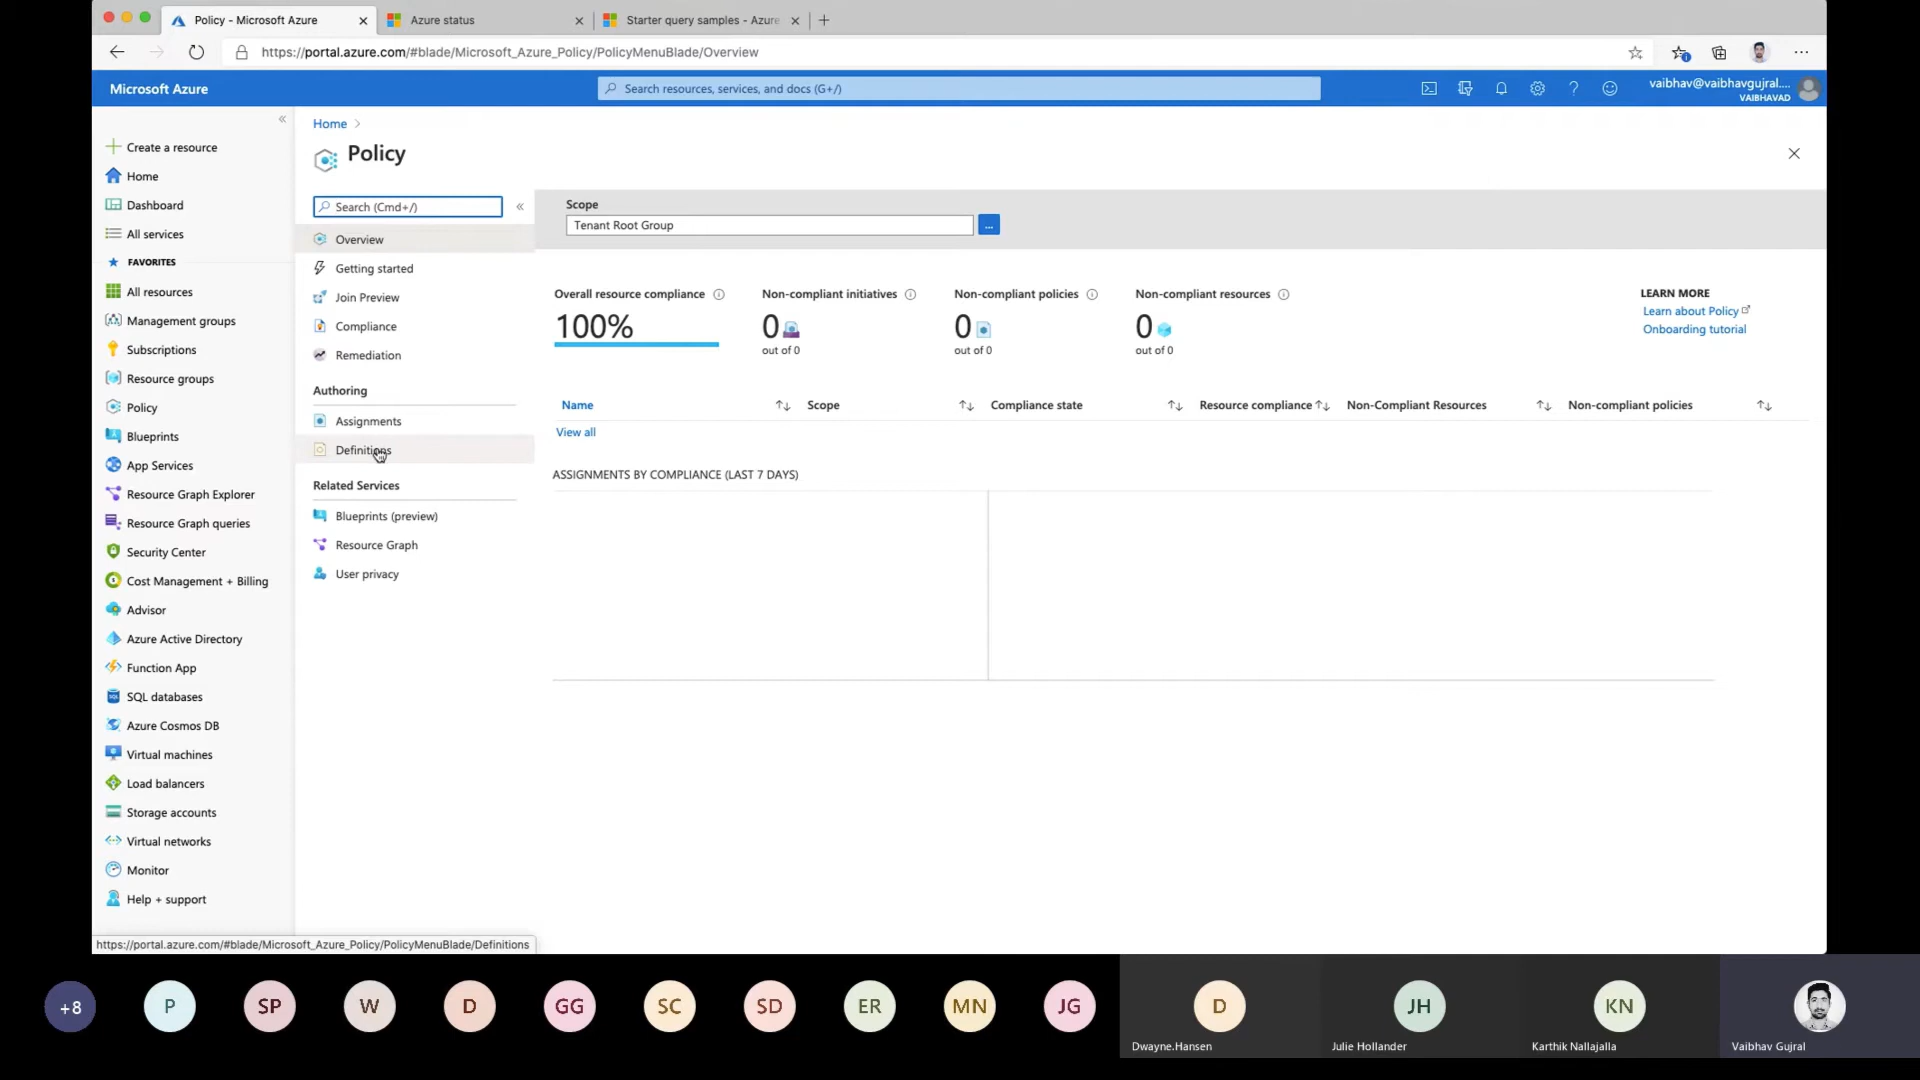 Policy - Microsoft Azure
Azure status
Starter query samples - Azure
https://portal.azure.com/#blade/Microsoft_Azure_Policy/PolicyMenuBlade/Overview
Microsoft Azure
Search resources, services, and docs (G+/)
vaibhav@vaibhavgujral....
VAIBHAVAD
Create a resource
Home
Dashboard
All services
FAVORITES
All resources
Management groups
Subscriptions
Resource groups
Policy
Blueprints
App Services
Resource Graph Explorer
Resource Graph queries
Security Center
Cost Management + Billing
Advisor
Azure Active Directory
Function App
SQL databases
Azure Cosmos DB
Virtual machines
Load balancers
Storage accounts
Virtual networks
Monitor
Help + support
Home
Policy
Search (Cmd+/)
Overview
Getting started
Join Preview
Compliance
Remediation
Authoring
Assignments
Definitions
Related Services
Blueprints (preview)
Resource Graph
User privacy
Scope
Tenant Root Group
...
Overall resource compliance
100%
Non-compliant initiatives
0
out of 0
Non-compliant policies
0
out of 0
Non-compliant resources
0
out of 0
LEARN MORE
Learn about Policy
Onboarding tutorial
Name Scope Compliance state Resource compliance Non-Compliant Resources Non-compliant policies
View all
ASSIGNMENTS BY COMPLIANCE (LAST 7 DAYS)
https://portal.azure.com/#blade/Microsoft_Azure_Policy/PolicyMenuBlade/Definitions
+8 P SP W D GG SC SD ER MN JG D JH KN
Dwayne.Hansen Julie Hollander Karthik Nallajalla Vaibhav Gujral